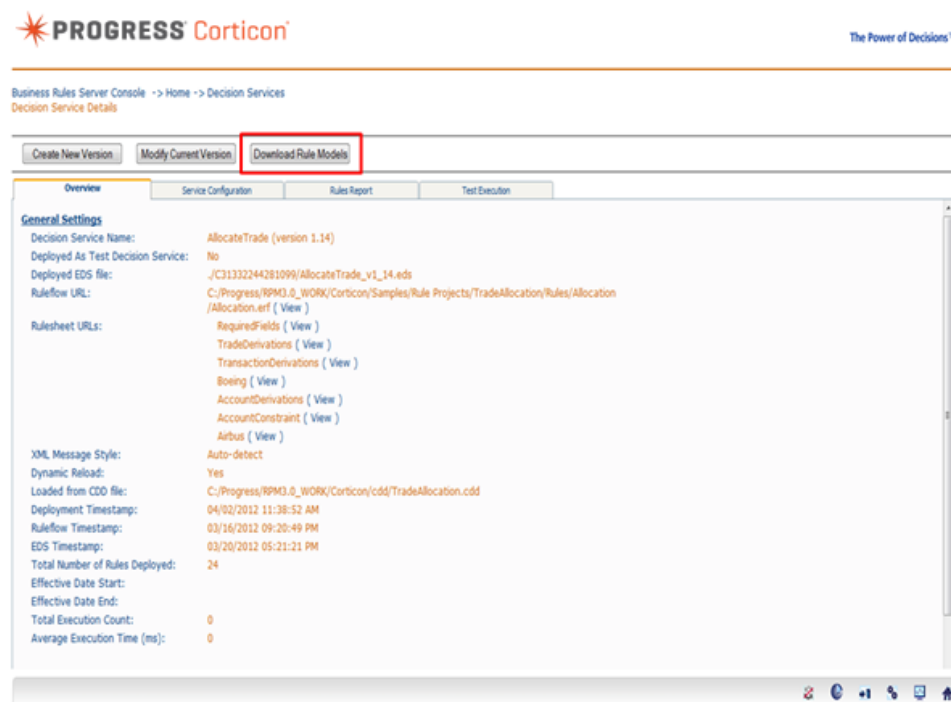 PROGRESS Corticon
The Power of Decisions
Business Rules Server Console -> Home -> Decision Services
Decision Service Details
Create New Version Modify Current Version Download Rule Models
Overview Service Configuration Rules Report Test Execution
General Settings
Decision Service Name: AllocateTrade (version 1.14)
Deployed As Test Decision Service: No
Deployed EDS file: ./C31332244281099/AllocateTrade_v1_14.eds
Ruleflow URL: C:/Progress/RPM3.0_WORK/Corticon/Samples/Rule Projects/TradeAllocation/Rules/Allocation
/Allocation.erf ( View )
Rulesheet URLs: RequiredFields ( View )
TradeDerivations ( View )
TransactionDerivations ( View )
Boeing ( View )
AccountDerivations ( View )
AccountConstraint ( View )
Airbus ( View )
XML Message Style: Auto-detect
Dynamic Reload: Yes
Loaded from CDD file: C:/Progress/RPM3.0_WORK/Corticon/cdd/TradeAllocation.cdd
Deployment Timestamp: 04/02/2012 11:38:52 AM
Ruleflow Timestamp: 03/16/2012 09:20:49 PM
EDS Timestamp: 03/20/2012 05:21:21 PM
Total Number of Rules Deployed: 24
Effective Date Start:
Effective Date End:
Total Execution Count: 0
Average Execution Time (ms): 0